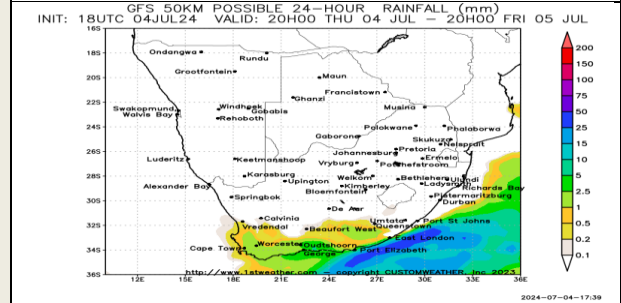 GFS 50KM POSSIBLE 24-HOUR RAINFALL (mm)
INIT: 18UTC 04JUL24 VALID: 20H00 THU 04 JUL - 20H00 FRI 05 JUL
16S
200
Ondangwa
Rundu
150
18S
Grootfontein
100
20S
Maun
75
Francistown
22S
Ghanzi
50
Swakopmund
Windhoek
Gobabis
Musina
Walvis Bay
Rehoboth
25
24S
Polokwane
Phalaborwa
Gaborone
Skukuza
15
Nelspruit
26S
Johannesburg
Pretoria
10
Luderitz
Keetmanshoop
Vryburg
Potchefstroom
Ermelo
28S
Karasburg
Upington
Welkom
Bethlehem
Ulundi
5
Alexander Bay
Kimberley
Ladysmith
Richards Bay
Bloemfontein
2.5
Springbok
Pietermaritzburg
30S
Durban
1
De Aar
Calvinia
Umtata
Port St Johns
0.5
32S
Vredendal
Beaufort West
Queenstown
East London
0.2
Cape Town
Worcester
Oudtshoorn
34S
George
Port Elizabeth
0.1
http://www.1stweather.com - copyright CUSTOMWEATHER, Inc 2023
36S
12E 15E 18E 21E 24E 27E 30E 33E 36E
2024-07-04-17:39